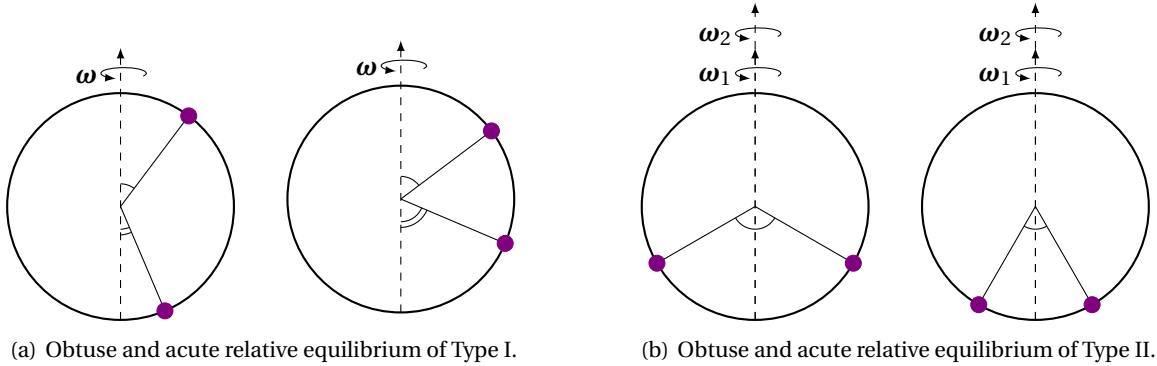 ω
ω
ω₂
ω₁
ω₂
ω₁
(a) Obtuse and acute relative equilibrium of Type I.
(b) Obtuse and acute relative equilibrium of Type II.